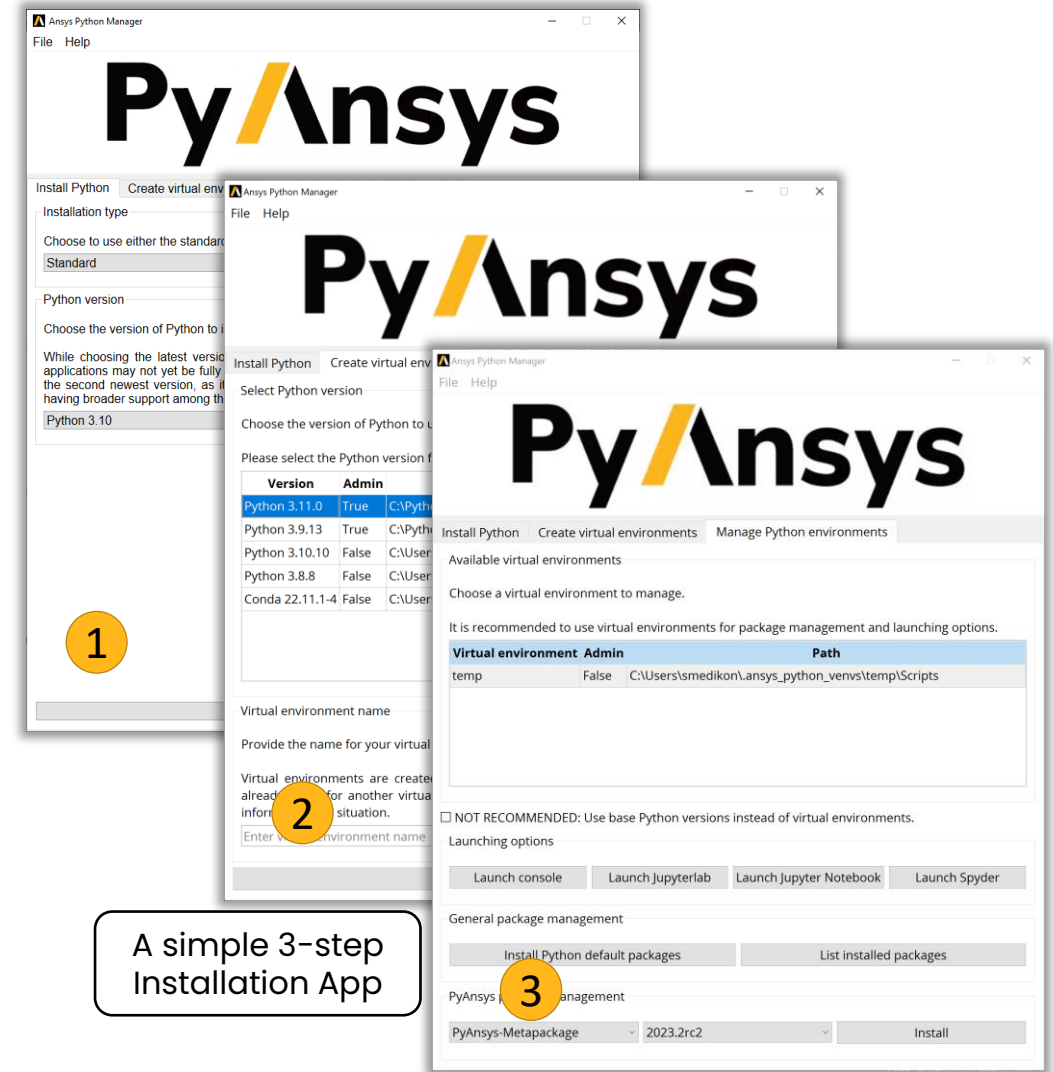 Ansys Python Manager
File Help
PyAnsys
Install Python Create virtual env
Installation type
Choose to use either the standard
Standard
Python version
Choose the version of Python to i
While choosing the latest versio
applications may not yet be fully
the second newest version, as it
having broader support among th
Python 3.10
1
Ansys Python Manager
File Help
PyAnsys
Install Python Create virtual env
Select Python version
Choose the version of Python to u
Please select the Python version f
Version Admin
Python 3.11.0 True C:\Pytho
Python 3.9.13 True C:\Pytho
Python 3.10.10 False C:\User
Python 3.8.8 False C:\User
Conda 22.11.1-4 False C:\User
Virtual environment name
Provide the name for your virtual
Virtual environments are create
alread for another virtua
infor situation.
Enter vironment name
2
Ansys Python Manager
File Help
PyAnsys
Install Python Create virtual environments Manage Python environments
Available virtual environments
Choose a virtual environment to manage.
It is recommended to use virtual environments for package management and launching options.
Virtual environment Admin Path
temp False C:\Users\smedikon\.ansys_python_venvs\temp\Scripts
NOT RECOMMENDED: Use base Python versions instead of virtual environments.
Launching options
Launch console Launch Jupyterlab Launch Jupyter Notebook Launch Spyder
General package management
Install Python default packages List installed packages
3
PyAnsys p anagement
PyAnsys-Metapackage 2023.2rc2 Install
A simple 3-step
Installation App